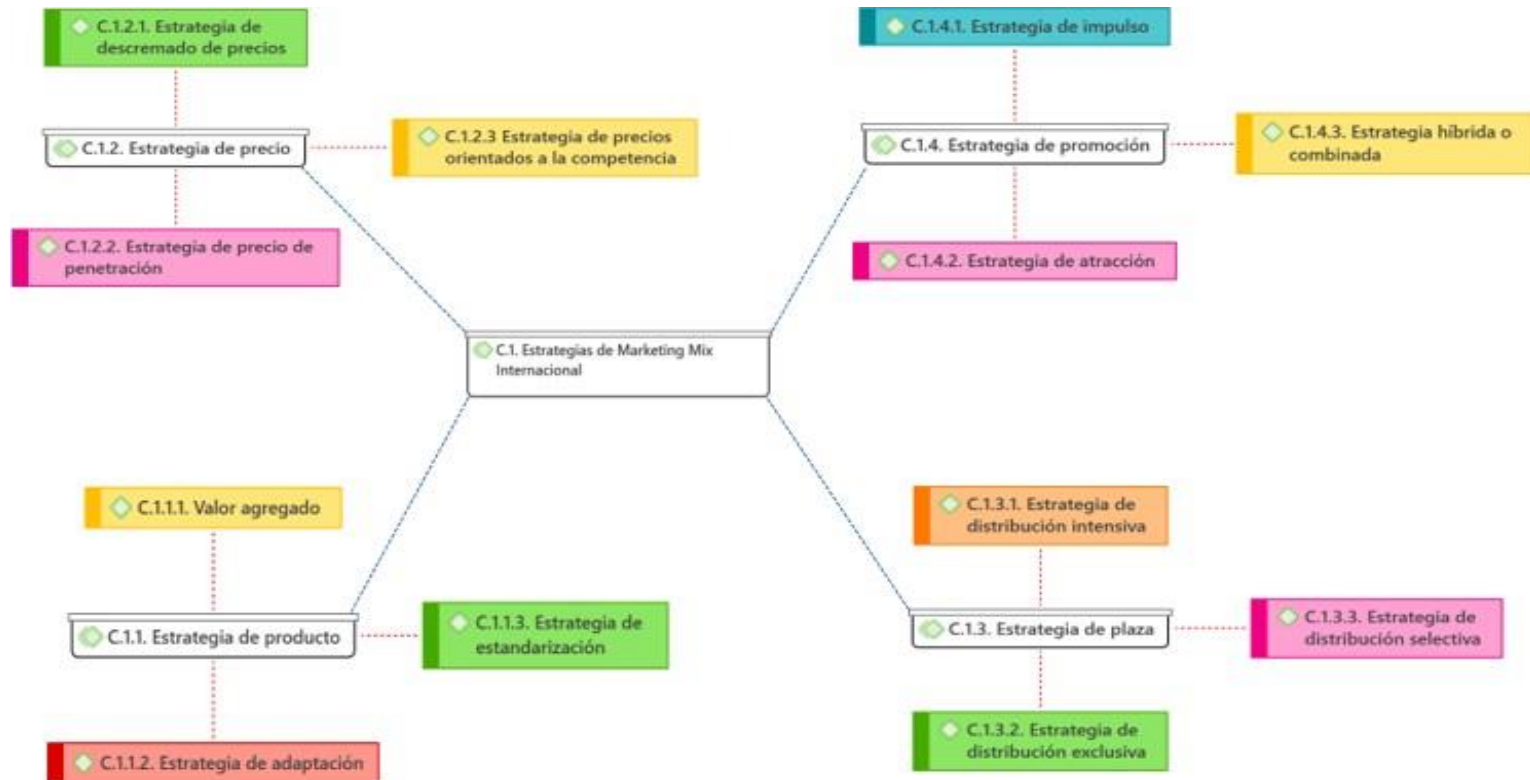 C.1.2.1. Estrategia de
descremado de precios
C.1.2. Estrategia de precio
C.1.2.3 Estrategia de precios
orientados a la competencia
C.1.2.2. Estrategia de precio de
penetración
C.1.4.1. Estrategia de impulso
C.1.4. Estrategia de promoción
C.1.4.3. Estrategia híbrida o
combinada
C.1.4.2. Estrategia de atracción
C.1. Estrategias de Marketing Mix
Internacional
C.1.1.1. Valor agregado
C.1.1. Estrategia de producto
C.1.1.3. Estrategia de
estandarización
C.1.1.2. Estrategia de adaptación
C.1.3.1. Estrategia de
distribución intensiva
C.1.3. Estrategia de plaza
C.1.3.3. Estrategia de
distribución selectiva
C.1.3.2. Estrategia de
distribución exclusiva